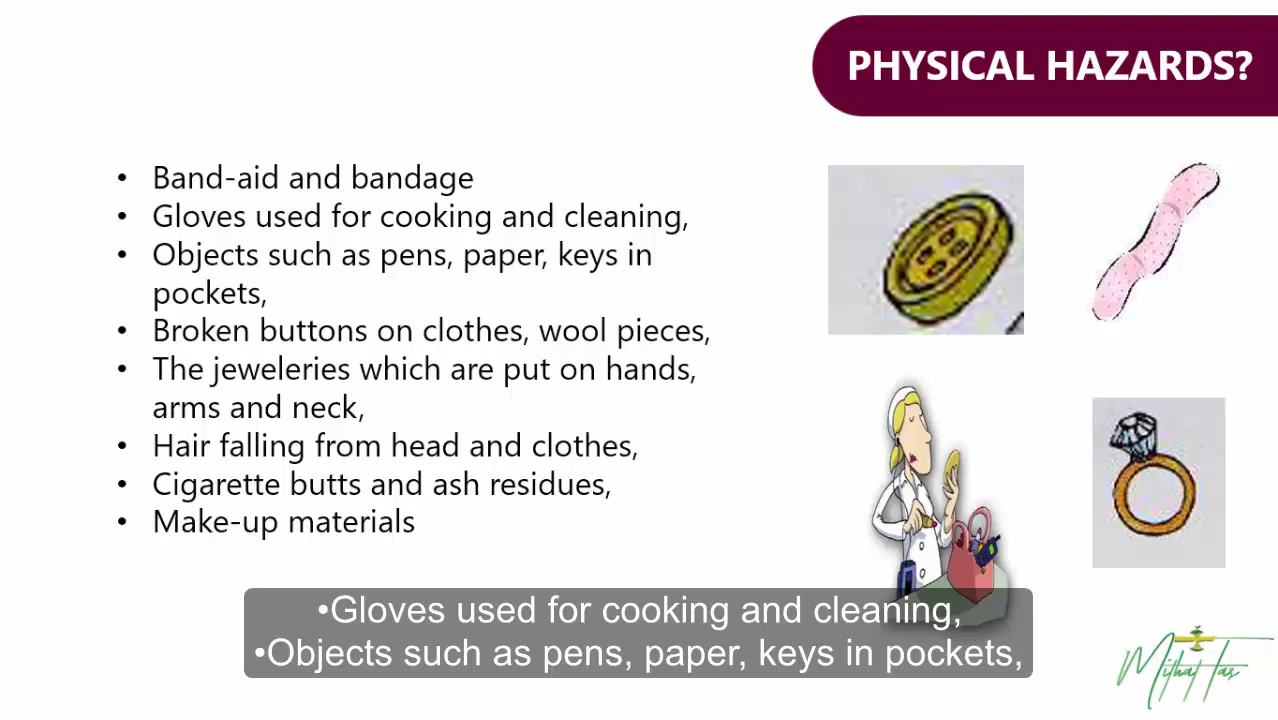 PHYSICAL HAZARDS?
• Band-aid and bandage
• Gloves used for cooking and cleaning,
• Objects such as pens, paper, keys in
pockets,
• Broken buttons on clothes, wool pieces,
• The jeweleries which are put on hands,
arms and neck,
• Hair falling from head and clothes,
• Cigarette butts and ash residues,
• Make-up materials
•Gloves used for cooking and cleaning,
•Objects such as pens, paper, keys in pockets,
Mithat Tas